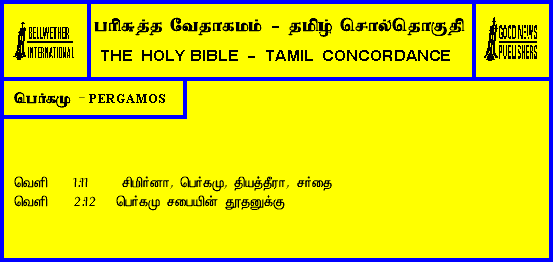 BELLWETHER
INTERNATIONAL
பரிசுத்த வேதாகமம் - தமிழ் சொல்தொகுதி
THE HOLY BIBLE - TAMIL CONCORDANCE
GOOD NEWS
PUBLISHERS
பெர்கமு - PERGAMOS
வெளி 1:11 சிமிர்னா, பெர்கமு, தியத்தீரா, சர்தை
வெளி 2:12 பெர்கமு சபையின் தூதனுக்கு